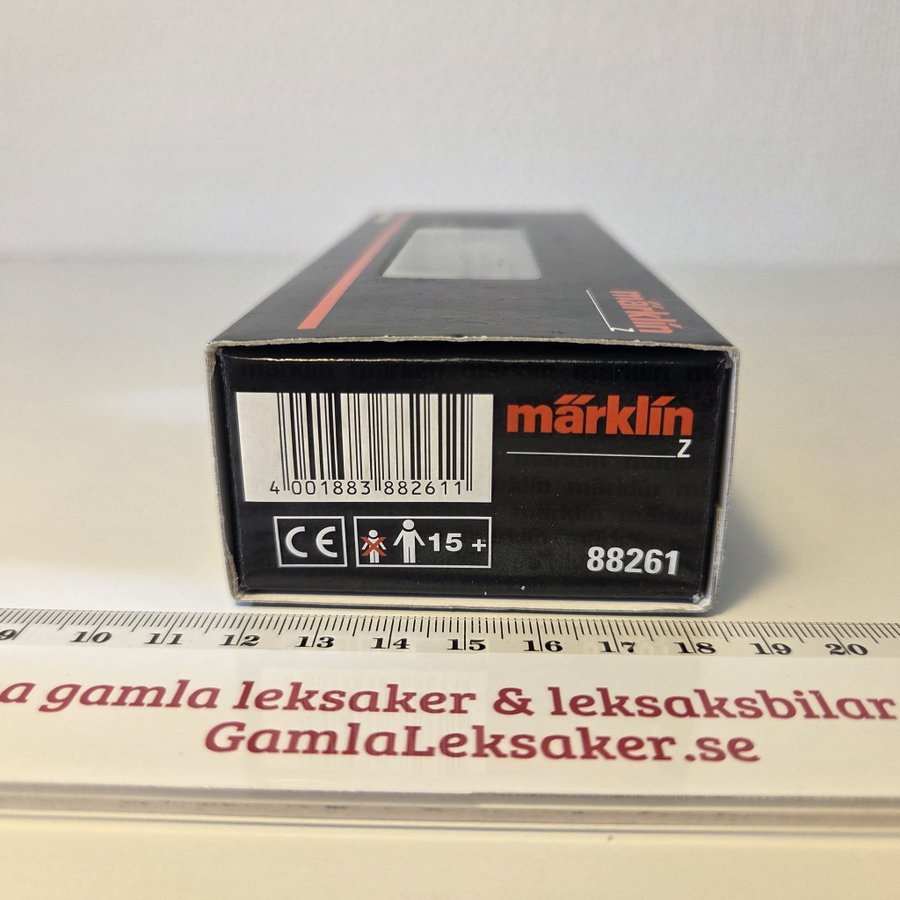 märklin
Z
märklin
Z
4 001883 882611
CE
15 +
88261
9 10 11 12 13 14 15 16 17 18 19 20
a gamla leksaker & leksaksbilar
GamlaLeksaker.se